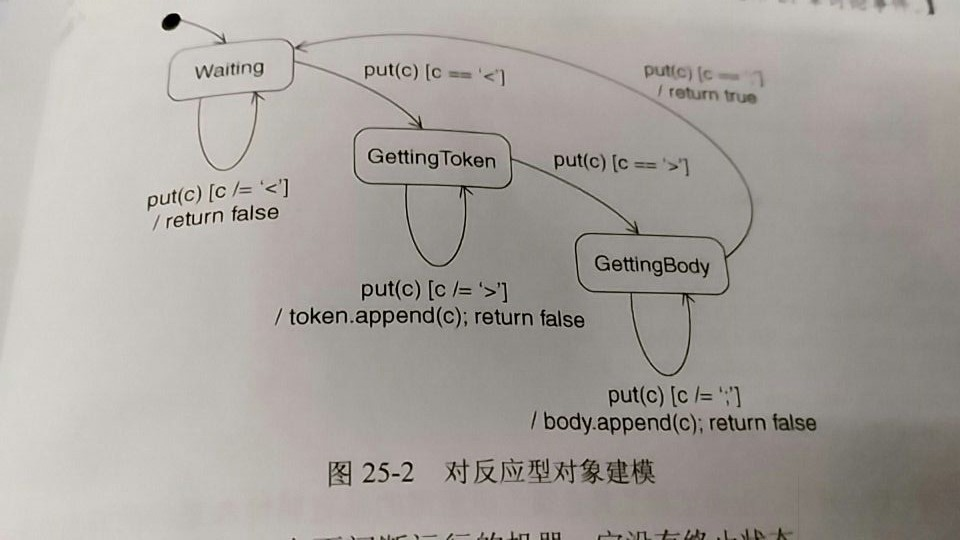 Waiting
put(c) [c == '<']
put(c) [c ==
/ return true
GettingToken
put(c) [c == '>']
put(c) [c /= '<']
/ return false
GettingBody
put(c) [c /= '>']
/ token.append(c); return false
put(c) [c /= ';']
/ body.append(c); return false
图 25-2 对反应型对象建模